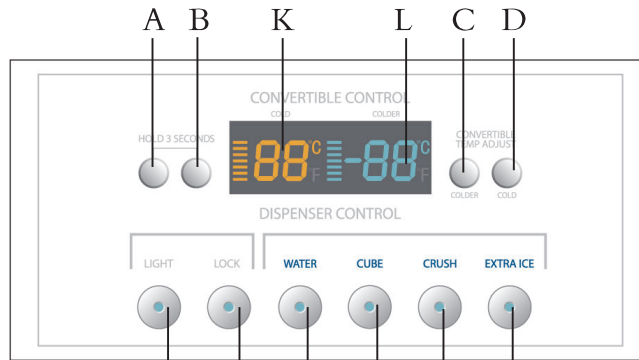 A B K L C D
CONVERTIBLE CONTROL
COLD COLDER
HOLD 3 SECONDS
88 °C °F -88 °C °F
CONVERTIBLE
TEMP ADJUST
COLDER COLD
DISPENSER CONTROL
LIGHT LOCK WATER CUBE CRUSH EXTRA ICE